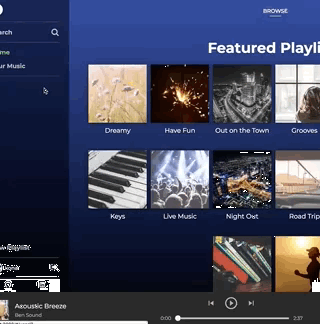 BROWSE
arch
me
ur Music
Featured Playli
Dreamy
Have Fun
Out on the Town
Grooves
Keys
Live Music
Night Out
Road Trip
Akoustic Breeze
Ben Sound
0:00
2:37